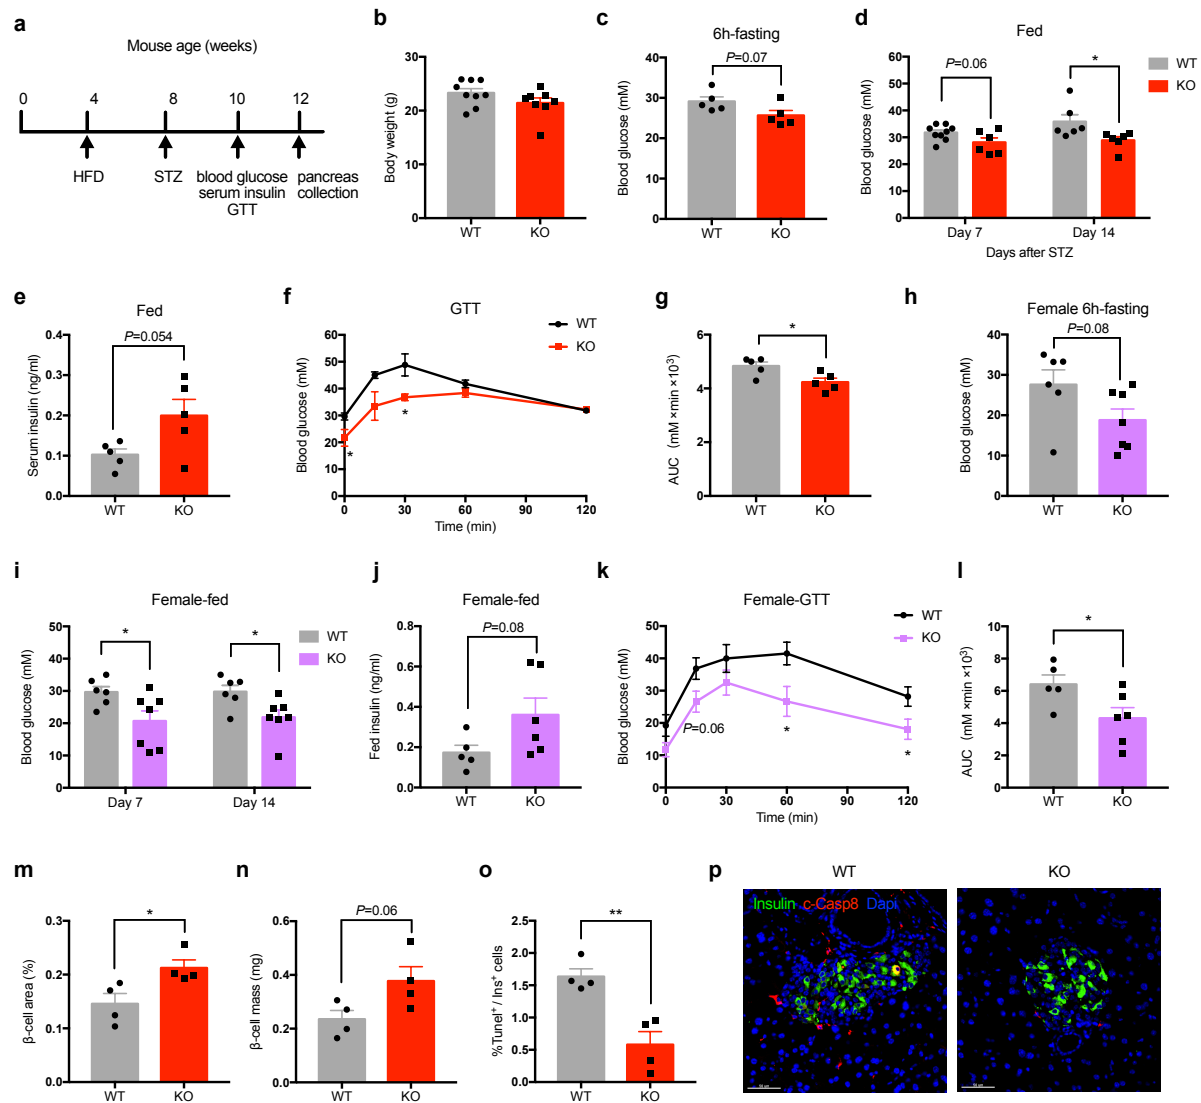 a
Mouse age (weeks)
0 4 8 10 12
HFD STZ blood glucose pancreas
serum insulin collection
GTT
b
Body weight (g)
30
20
10
0
WT KO
c
6h-fasting
P=0.07
Blood glucose (mM)
40
30
20
10
0
WT KO
d
Fed
WT
KO
P=0.06 *
Blood glucose (mM)
60
50
40
30
20
10
0
Day 7 Day 14
Days after STZ
e
Fed
P=0.054
Serum insulin (ng/ml)
0.4
0.3
0.2
0.1
0.0
WT KO
f
GTT
WT
KO
Blood glucose (mM)
60
50
40
30
20
10
0
*
*
0 30 60 90 120
Time (min)
g
*
AUC (mM ×min ×10³)
6
4
2
0
WT KO
h
Female 6h-fasting
P=0.08
Blood glucose (mM)
40
30
20
10
0
WT KO
i
Female-fed
WT
KO
* *
Blood glucose (mM)
50
40
30
20
10
0
Day 7 Day 14
j
Female-fed
P=0.08
Fed insulin (ng/ml)
0.8
0.6
0.4
0.2
0.0
WT KO
k
Female-GTT
WT
KO
Blood glucose (mM)
50
40
30
20
10
0
P=0.06
*
*
0 30 60 90 120
Time (min)
l
*
AUC (mM ×min ×10³)
10
8
6
4
2
0
WT KO
m
*
β-cell area (%)
0.3
0.2
0.1
0.0
WT KO
n
P=0.06
β-cell mass (mg)
0.6
0.4
0.2
0.0
WT KO
o
**
%Tunel⁺ / Ins⁺ cells
2.5
2.0
1.5
1.0
0.5
0.0
WT KO
p
WT KO
Insulin c-Casp8 Dapi